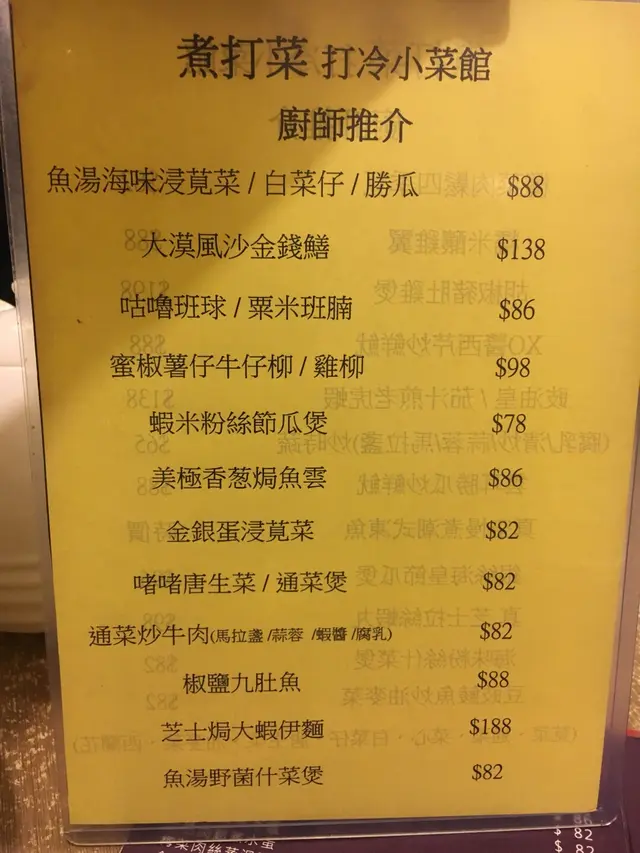 煮打菜 打冷小菜館
廚師推介
魚湯海味浸莧菜 / 白菜仔 / 勝瓜 $88
大漠風沙金錢鱔 $138
咕嚕班球 / 粟米班腩 $86
蜜椒薯仔牛仔柳 / 雞柳 $98
蝦米粉絲節瓜煲 $78
美極香葱焗魚雲 $86
金銀蛋浸莧菜 $82
啫啫唐生菜 / 通菜煲 $82
通菜炒牛肉(馬拉盞 /蒜蓉 /蝦醬 /腐乳) $82
椒鹽九肚魚 $88
芝士焗大蝦伊麵 $188
魚湯野菌什菜煲 $82
$ 82